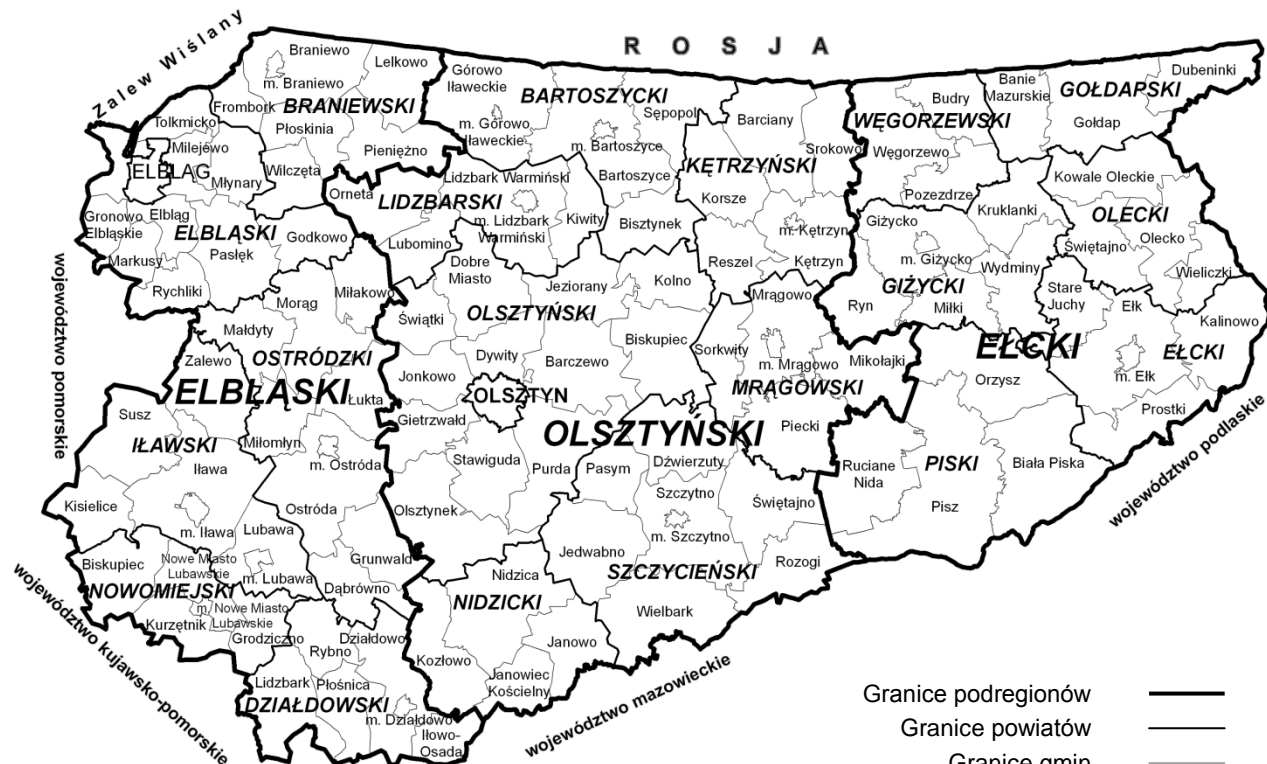 R O S J A
Zalew Wiślany
województwo pomorskie
województwo kujawsko-pomorskie
województwo mazowieckie
województwo podlaskie
ELBLĄSKI
OLSZTYŃSKI
EŁCKI
BRANIEWSKI
Braniewo
m. Braniewo
Lelkowo
Frombork
Płoskinia
Pieniężno
Wilczęta
ELBLĄG
ELBLĄSKI
Tolkmicko
Milejewo
Młynary
Gronowo
Elbląskie
Elbląg
Markusy
Pasłęk
Godkowo
Rychliki
OSTRÓDZKI
Morąg
Miłakowo
Małdyty
Łukta
Miłomłyn
m. Ostróda
Ostróda
Grunwald
Dąbrówno
IŁAWSKI
Zalewo
Susz
Iława
Kisielice
m. Iława
Lubawa
m. Lubawa
NOWOMIEJSKI
Biskupiec
Nowe Miasto
Lubawskie
m. Nowe Miasto
Lubawskie
Kurzętnik
Grodziczno
DZIAŁDOWSKI
Rybno
Działdowo
Lidzbark
Płośnica
m. Działdowo
Iłowo-
Osada
BARTOSZYCKI
Górowo
Iławeckie
m. Górowo
Iławeckie
Sępopol
m. Bartoszyce
Bartoszyce
Bisztynek
LIDZBARSKI
Orneta
Lidzbark Warmiński
m. Lidzbark
Warmiński
Kiwity
Lubomino
KĘTRZYŃSKI
Barciany
Srokowo
Korsze
m. Kętrzyn
Kętrzyn
Reszel
OLSZTYŃSKI
Dobre
Miasto
Jeziorany
Kolno
Świątki
Dywity
Barczewo
Biskupiec
Jonkowo
OLSZTYN
Gietrzwałd
Stawiguda
Purda
Olsztynek
MRĄGOWSKI
Mrągowo
Sorkwity
m. Mrągowo
Mikołajki
Piecki
SZCZYCIEŃSKI
Pasym
Dźwierzuty
Szczytno
m. Szczytno
Świętajno
Jedwabno
Rozogi
Wielbark
NIDZICKI
Nidzica
Kozłowo
Janowo
Janowiec
Kościelny
WĘGORZEWSKI
Budry
Węgorzewo
Pozezdrze
GOŁDAPSKI
Banie
Mazurskie
Dubeninki
Gołdap
OLECKI
Kowale Oleckie
Olecko
Świętajno
Wieliczki
GIŻYCKI
Giżycko
Kruklanki
m. Giżycko
Wydminy
Ryn
Miłki
EŁCKI
Stare
Juchy
Ełk
Kalinowo
m. Ełk
Prostki
PISKI
Orzysz
Ruciane
Nida
Biała Piska
Pisz
Granice podregionów
Granice powiatów
Granice gmin